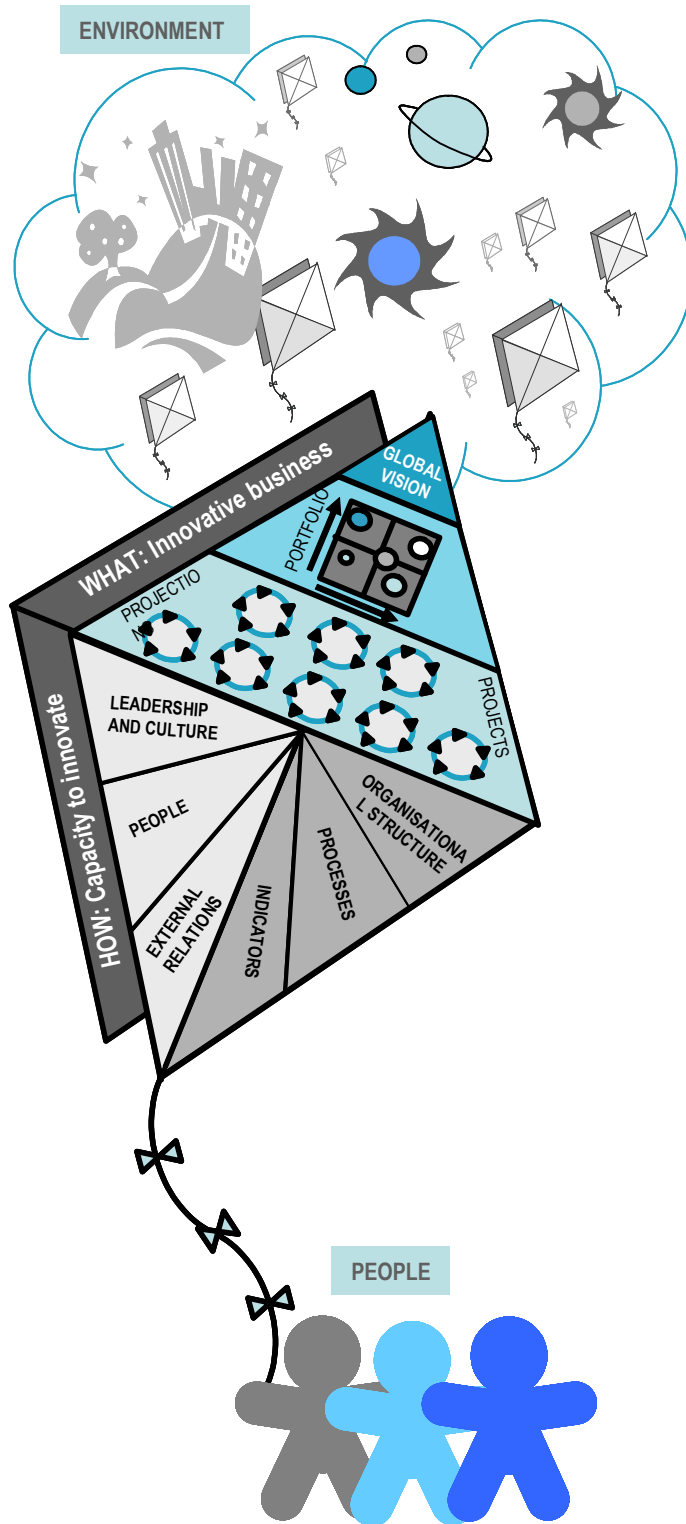 ENVIRONMENT
GLOBAL
VISION
WHAT: Innovative business
PORTFOLIO
PROJECTIO
NS
PROJECTS
HOW: Capacity to innovate
LEADERSHIP
AND CULTURE
PEOPLE
EXTERNAL
RELATIONS
INDICATORS
PROCESSES
ORGANISATIONA
L STRUCTURE
PEOPLE